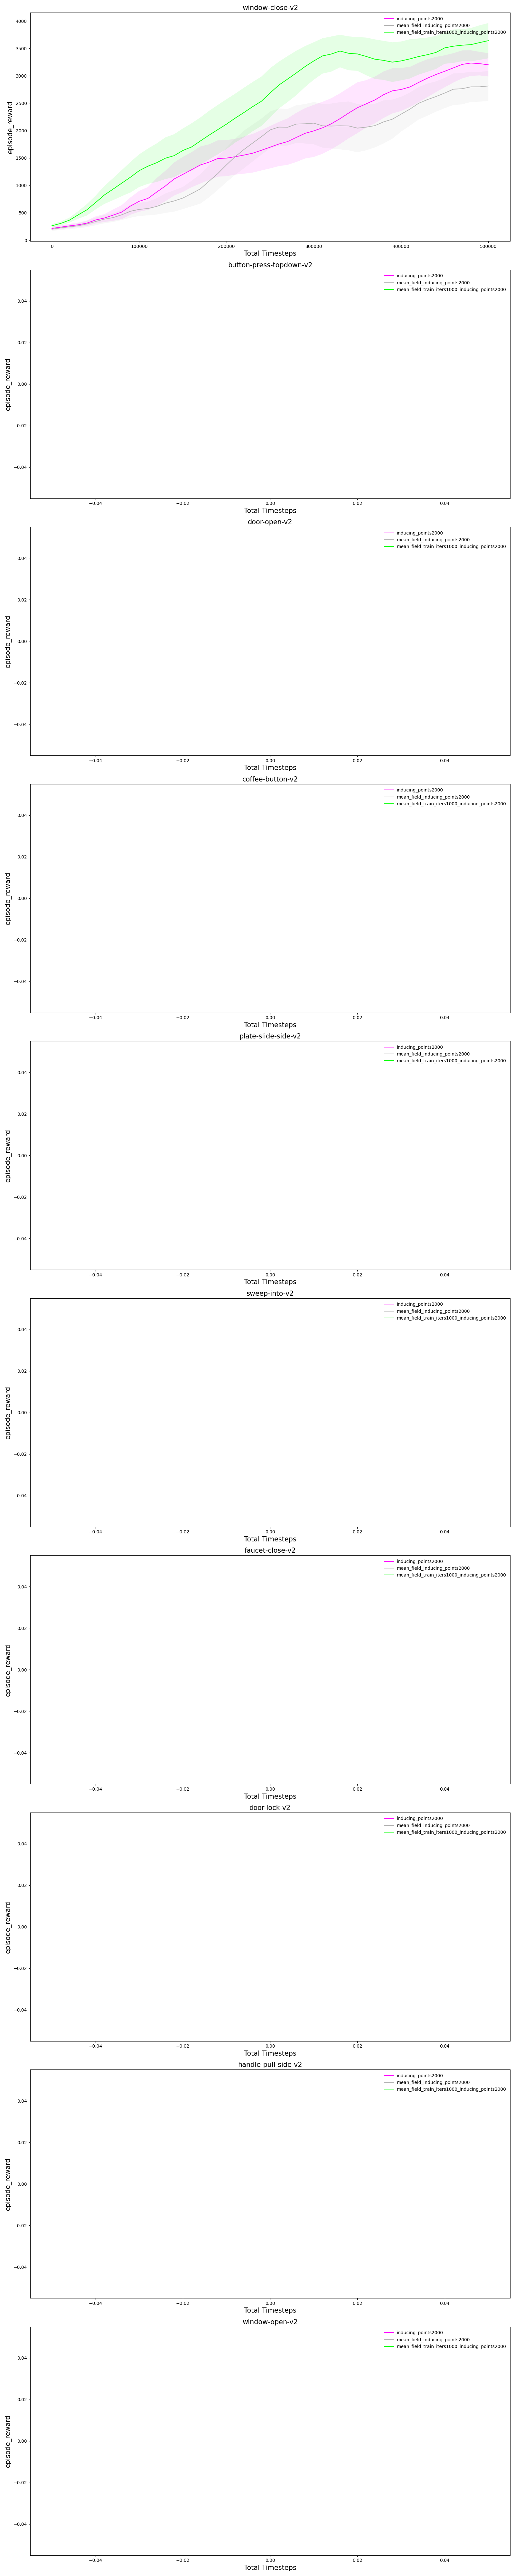 window-close-v2
inducing_points2000
mean_field_inducing_points2000
mean_field_train_iters1000_inducing_points2000
4000
3500
3000
2500
2000
1500
1000
500
0
episode_reward
0 100000 200000 300000 400000 500000
Total Timesteps
button-press-topdown-v2
inducing_points2000
mean_field_inducing_points2000
mean_field_train_iters1000_inducing_points2000
0.04
0.02
0.00
−0.02
−0.04
episode_reward
−0.04 −0.02 0.00 0.02 0.04
Total Timesteps
door-open-v2
inducing_points2000
mean_field_inducing_points2000
mean_field_train_iters1000_inducing_points2000
0.04
0.02
0.00
−0.02
−0.04
episode_reward
−0.04 −0.02 0.00 0.02 0.04
Total Timesteps
coffee-button-v2
inducing_points2000
mean_field_inducing_points2000
mean_field_train_iters1000_inducing_points2000
0.04
0.02
0.00
−0.02
−0.04
episode_reward
−0.04 −0.02 0.00 0.02 0.04
Total Timesteps
plate-slide-side-v2
inducing_points2000
mean_field_inducing_points2000
mean_field_train_iters1000_inducing_points2000
0.04
0.02
0.00
−0.02
−0.04
episode_reward
−0.04 −0.02 0.00 0.02 0.04
Total Timesteps
sweep-into-v2
inducing_points2000
mean_field_inducing_points2000
mean_field_train_iters1000_inducing_points2000
0.04
0.02
0.00
−0.02
−0.04
episode_reward
−0.04 −0.02 0.00 0.02 0.04
Total Timesteps
faucet-close-v2
inducing_points2000
mean_field_inducing_points2000
mean_field_train_iters1000_inducing_points2000
0.04
0.02
0.00
−0.02
−0.04
episode_reward
−0.04 −0.02 0.00 0.02 0.04
Total Timesteps
door-lock-v2
inducing_points2000
mean_field_inducing_points2000
mean_field_train_iters1000_inducing_points2000
0.04
0.02
0.00
−0.02
−0.04
episode_reward
−0.04 −0.02 0.00 0.02 0.04
Total Timesteps
handle-pull-side-v2
inducing_points2000
mean_field_inducing_points2000
mean_field_train_iters1000_inducing_points2000
0.04
0.02
0.00
−0.02
−0.04
episode_reward
−0.04 −0.02 0.00 0.02 0.04
Total Timesteps
window-open-v2
inducing_points2000
mean_field_inducing_points2000
mean_field_train_iters1000_inducing_points2000
0.04
0.02
0.00
−0.02
−0.04
episode_reward
−0.04 −0.02 0.00 0.02 0.04
Total Timesteps